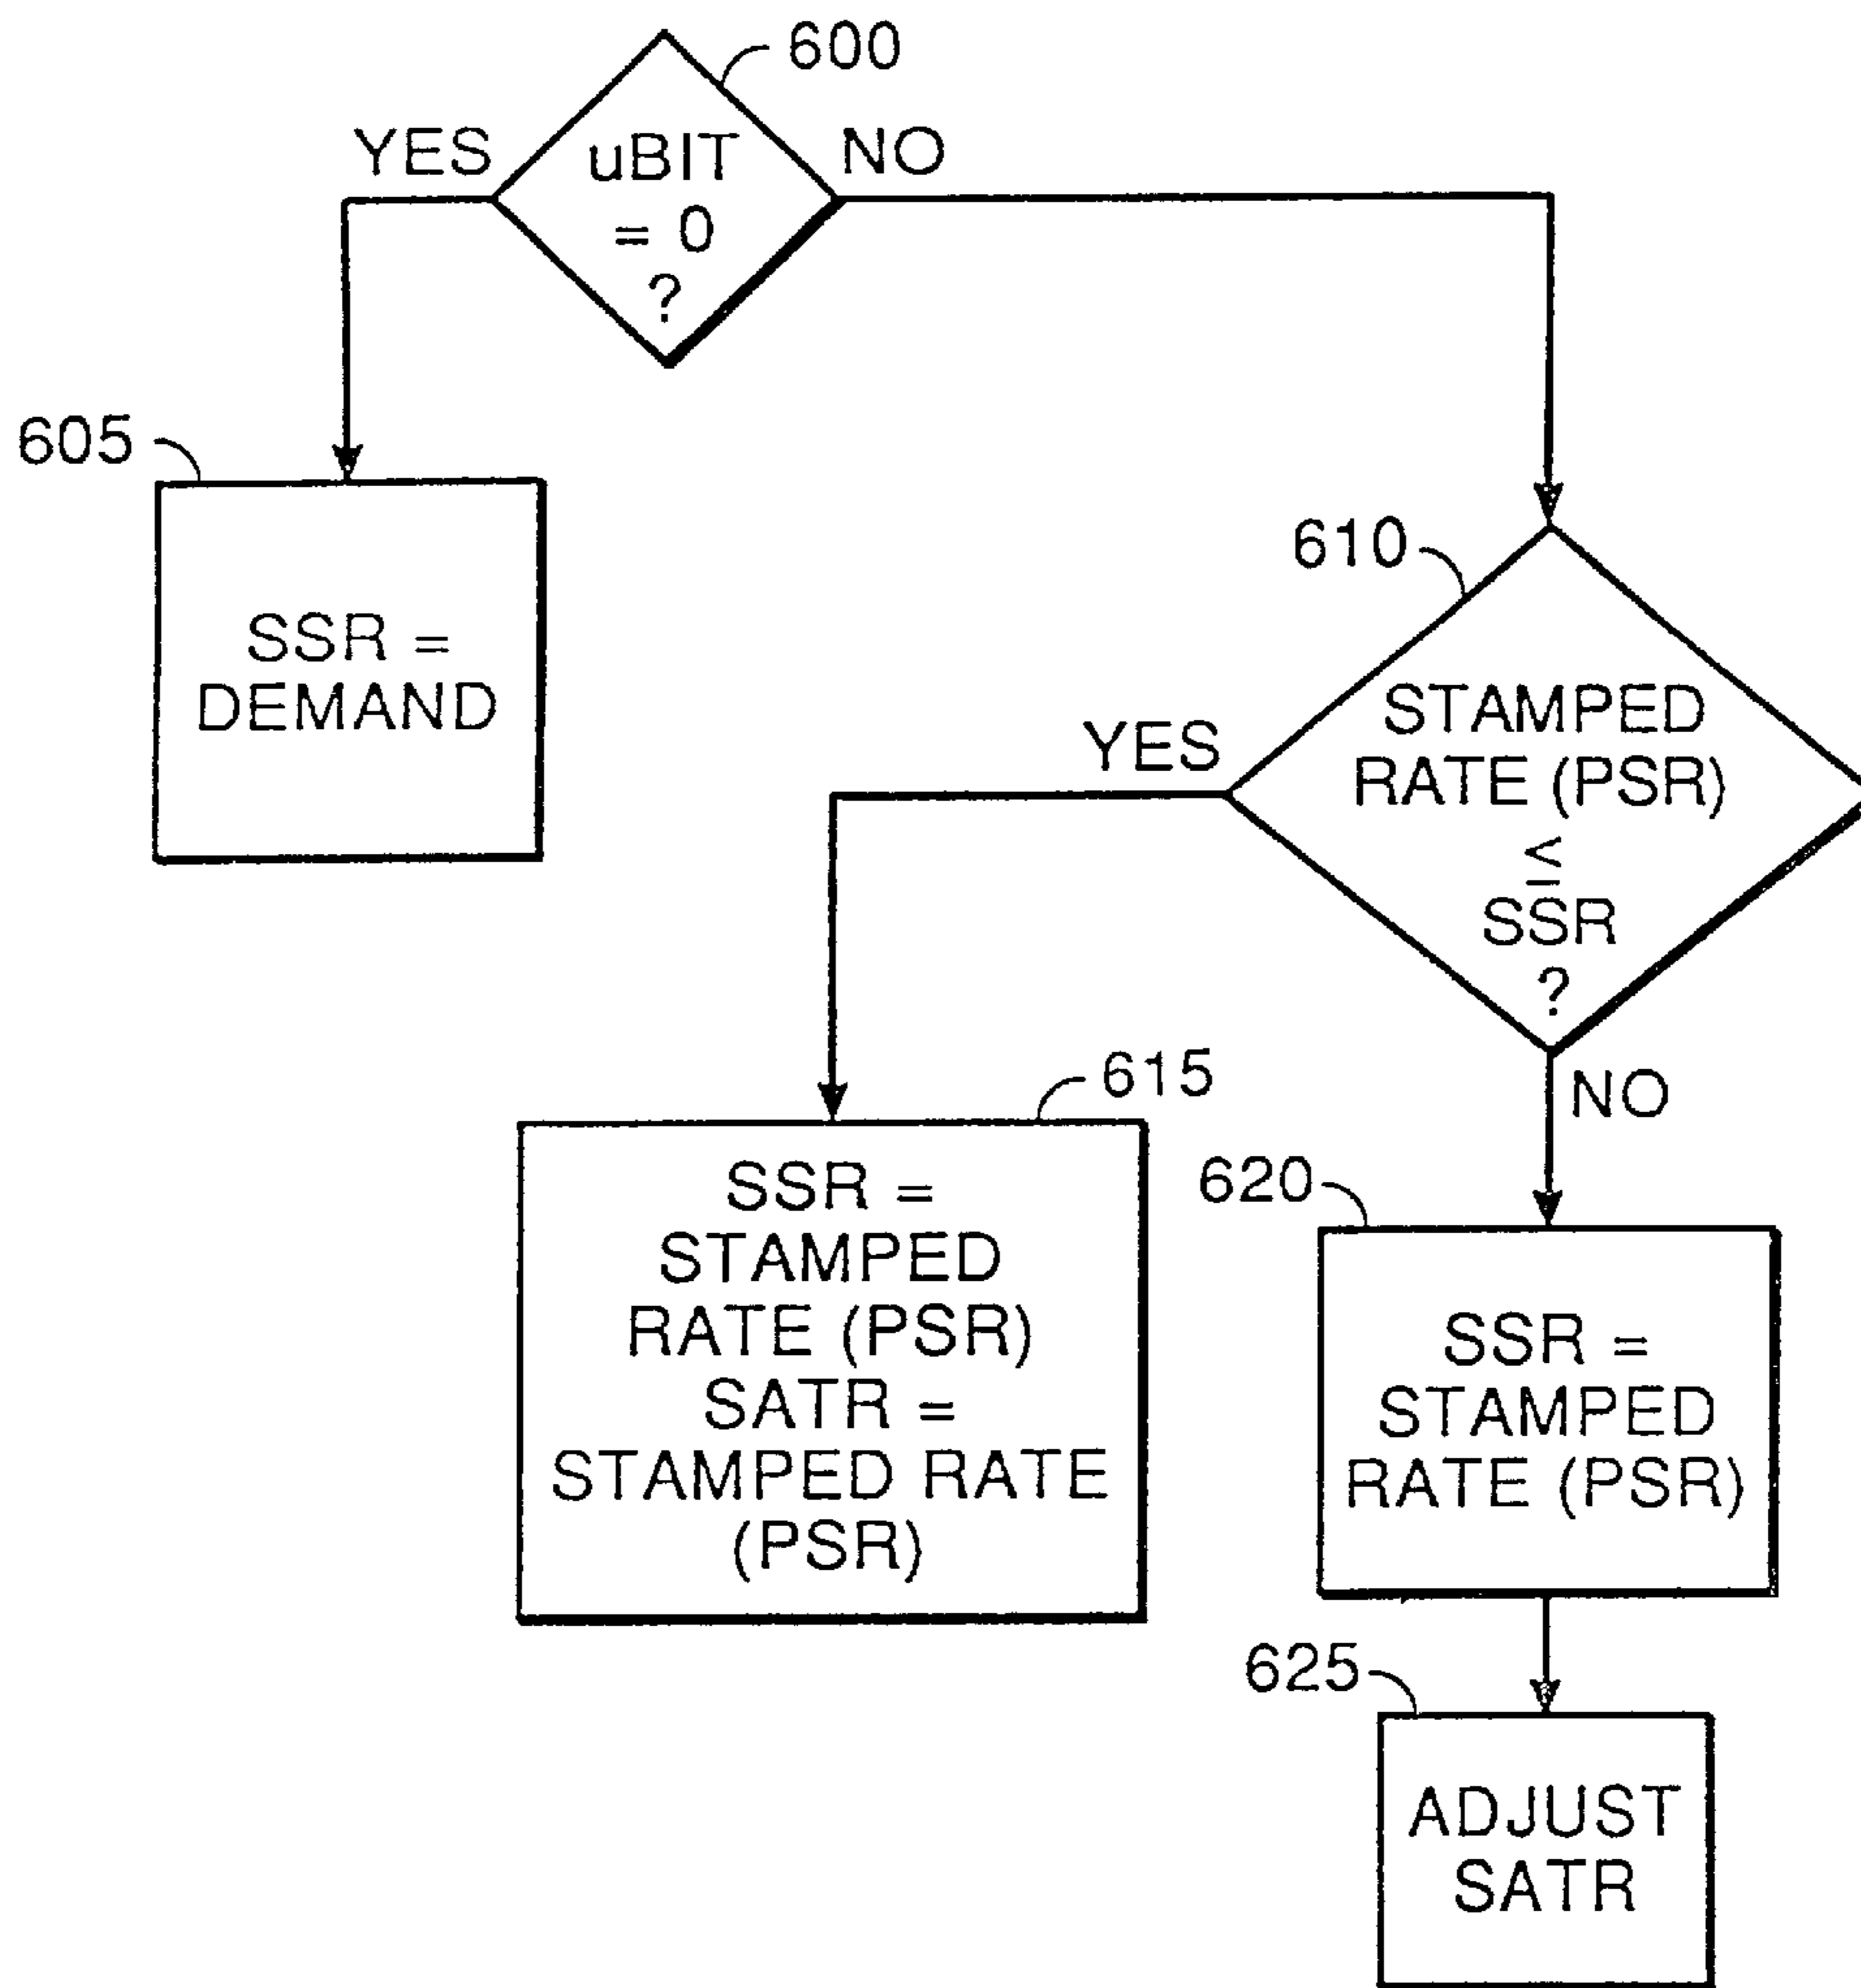 600
YES
uBIT
= 0
?
NO
605
SSR =
DEMAND
610
STAMPED
RATE (PSR)
≤
SSR
?
YES
NO
615
SSR =
STAMPED
RATE (PSR)
SATR =
STAMPED RATE
(PSR)
620
SSR =
STAMPED
RATE (PSR)
625
ADJUST
SATR